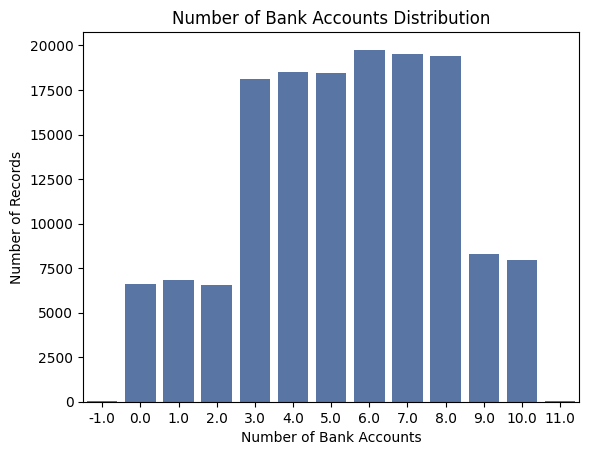 Number of Bank Accounts Distribution
Number of Records
20000
17500
15000
12500
10000
7500
5000
2500
0
-1.0 0.0 1.0 2.0 3.0 4.0 5.0 6.0 7.0 8.0 9.0 10.0 11.0
Number of Bank Accounts